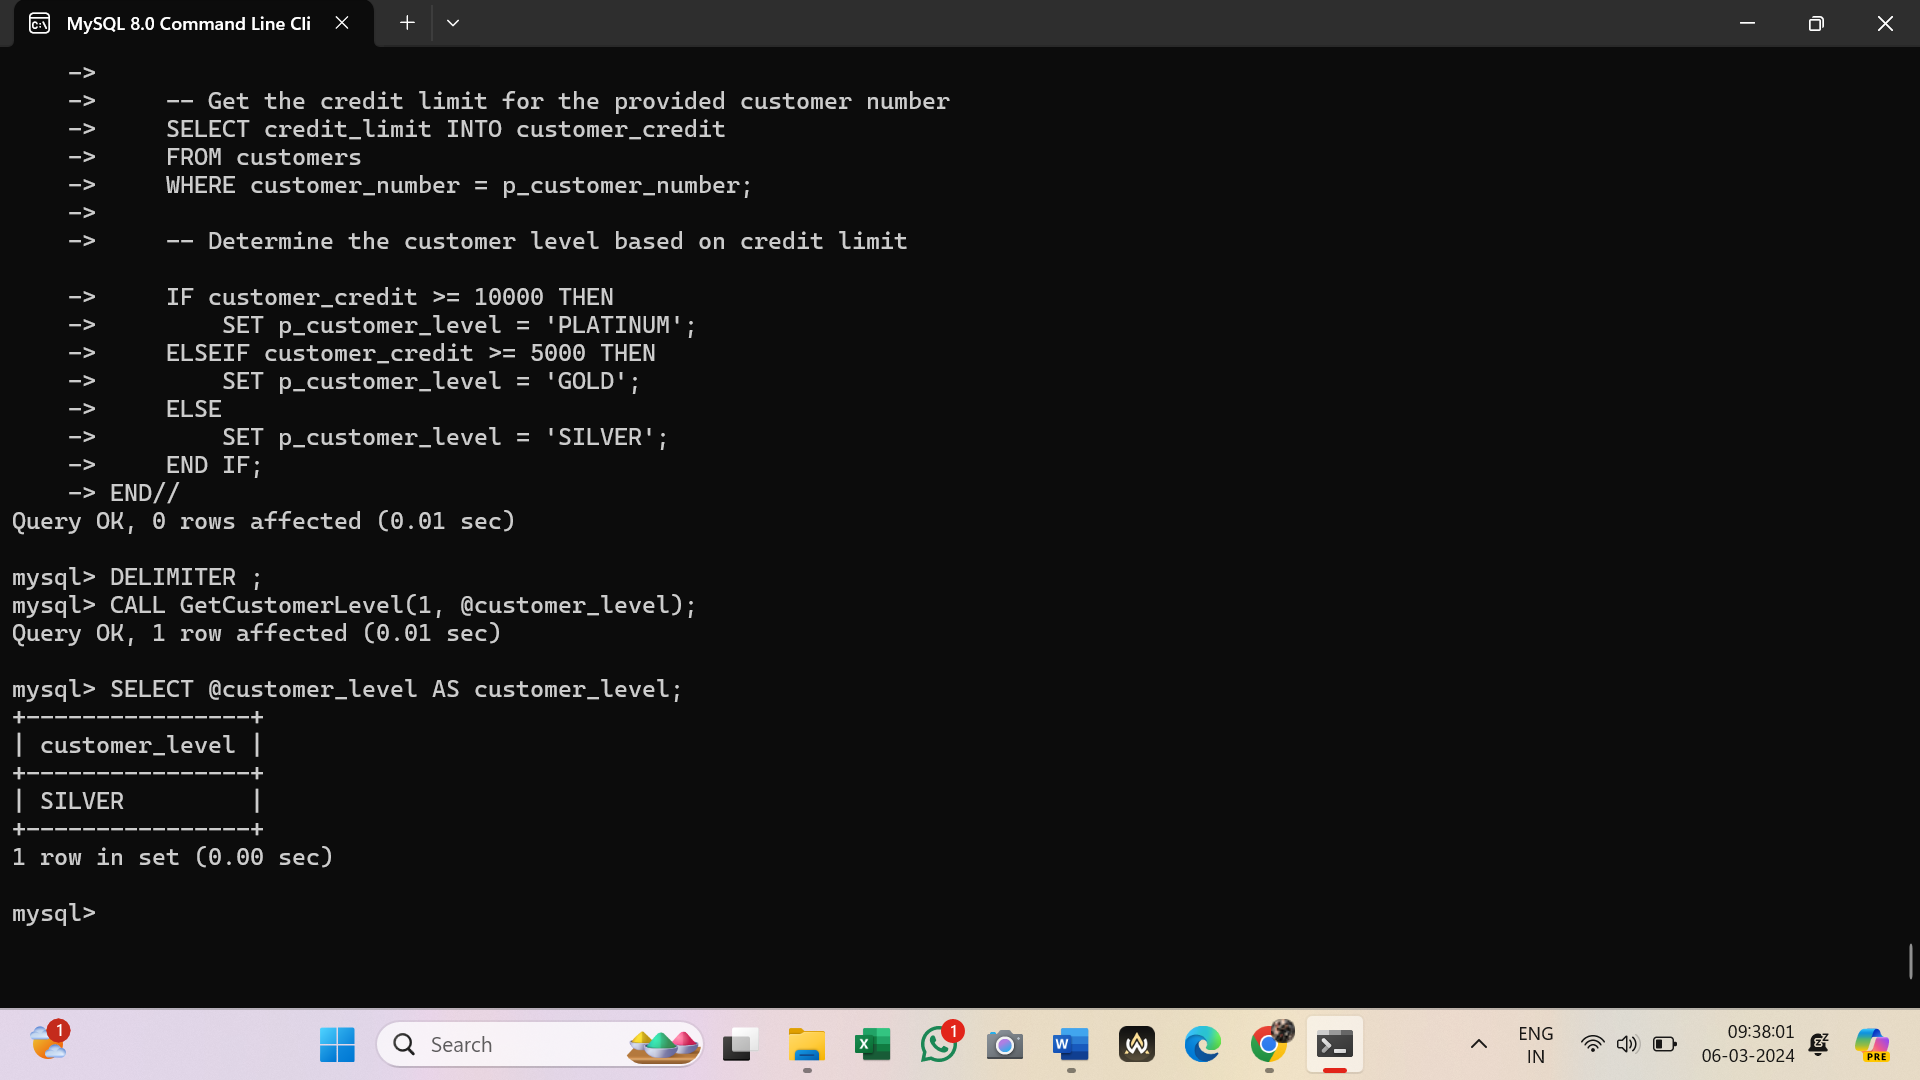 MySQL 8.0 Command Line Cli
->
-> -- Get the credit limit for the provided customer number
-> SELECT credit_limit INTO customer_credit
-> FROM customers
-> WHERE customer_number = p_customer_number;
->
-> -- Determine the customer level based on credit limit
-> IF customer_credit >= 10000 THEN
-> SET p_customer_level = 'PLATINUM';
-> ELSEIF customer_credit >= 5000 THEN
-> SET p_customer_level = 'GOLD';
-> ELSE
-> SET p_customer_level = 'SILVER';
-> END IF;
-> END//
Query OK, 0 rows affected (0.01 sec)
mysql> DELIMITER ;
mysql> CALL GetCustomerLevel(1, @customer_level);
Query OK, 1 row affected (0.01 sec)
mysql> SELECT @customer_level AS customer_level;
+----------------+
| customer_level |
+----------------+
| SILVER         |
+----------------+
1 row in set (0.00 sec)
mysql>
1
Search
1
ENG
IN
09:38:01
06-03-2024
PRE